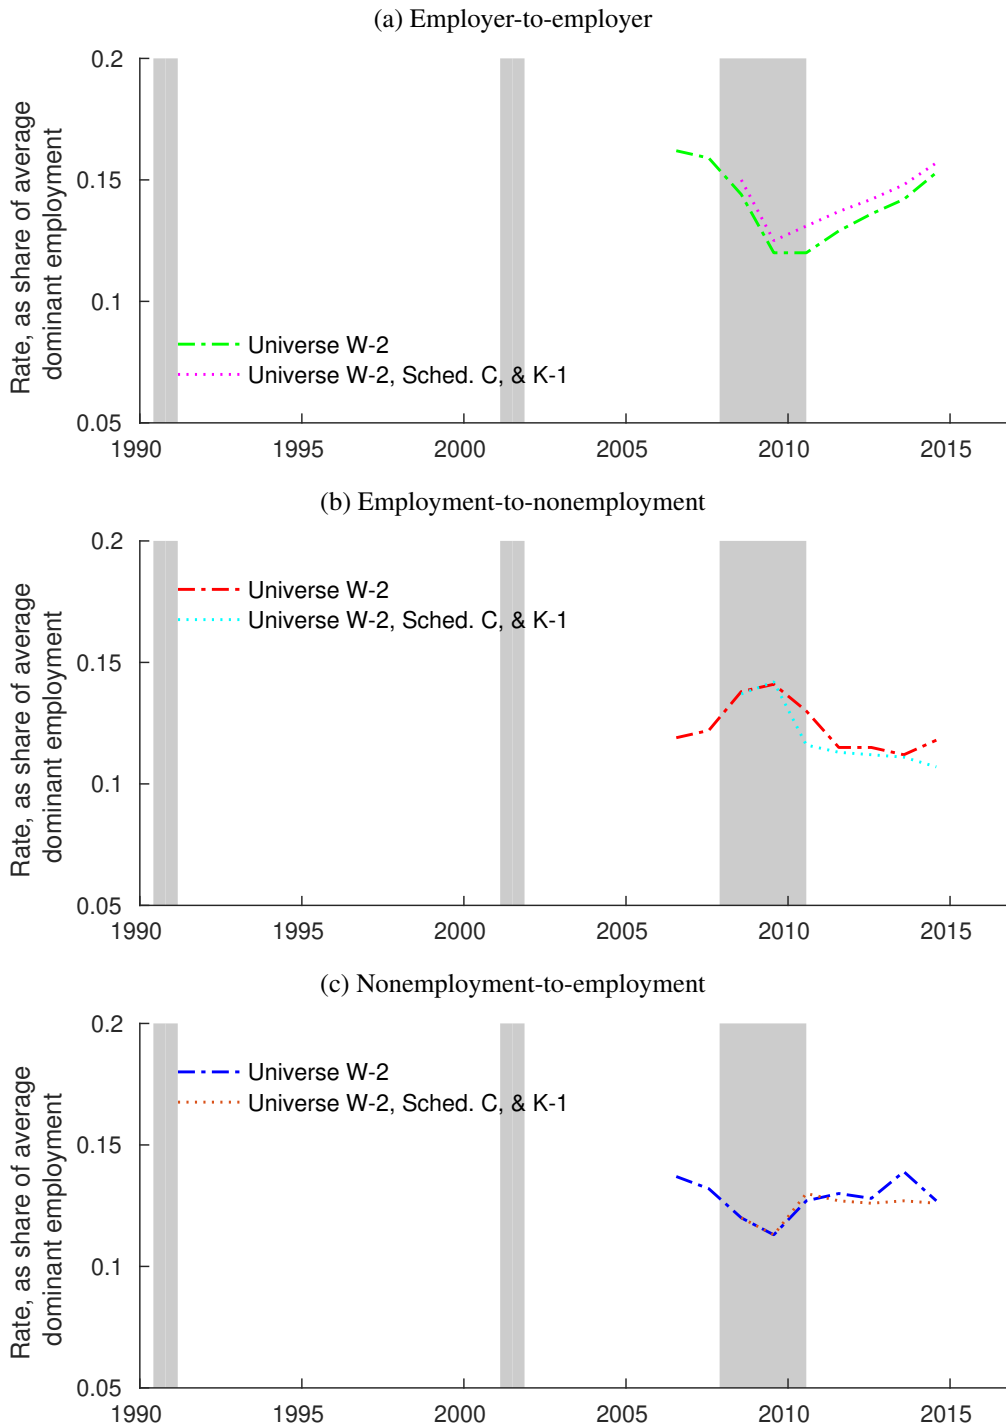 (a) Employer-to-employer
0.2
0.15
0.1
0.05
Rate, as share of average
dominant employment
Universe W-2
Universe W-2, Sched. C, & K-1
1990 1995 2000 2005 2010 2015
(b) Employment-to-nonemployment
0.2
0.15
0.1
0.05
Rate, as share of average
dominant employment
Universe W-2
Universe W-2, Sched. C, & K-1
1990 1995 2000 2005 2010 2015
(c) Nonemployment-to-employment
0.2
0.15
0.1
0.05
Rate, as share of average
dominant employment
Universe W-2
Universe W-2, Sched. C, & K-1
1990 1995 2000 2005 2010 2015